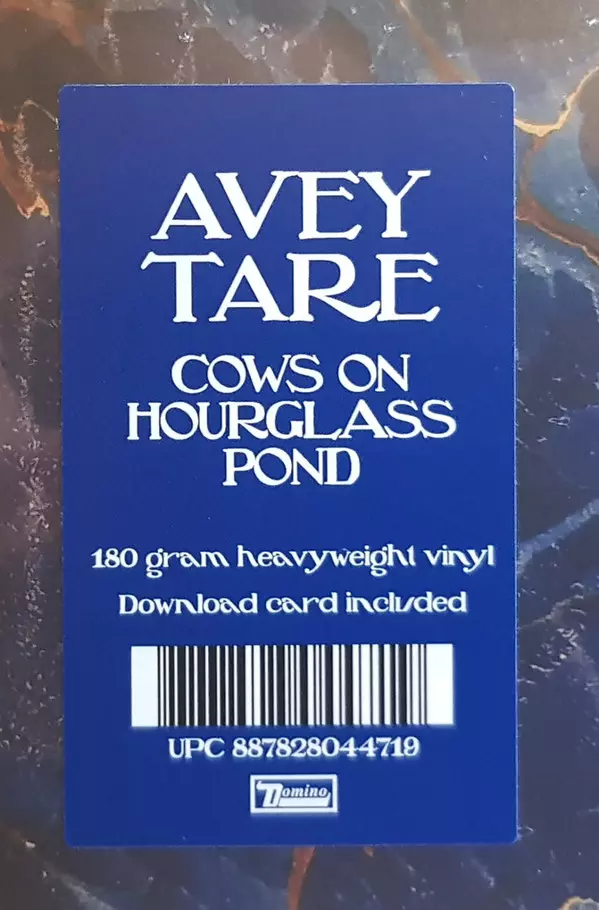 AVEY
TARE
COWS ON
HOURGLASS
POND
180 gram heavyweight vinyl
Download card included
UPC 887828044719
Domino